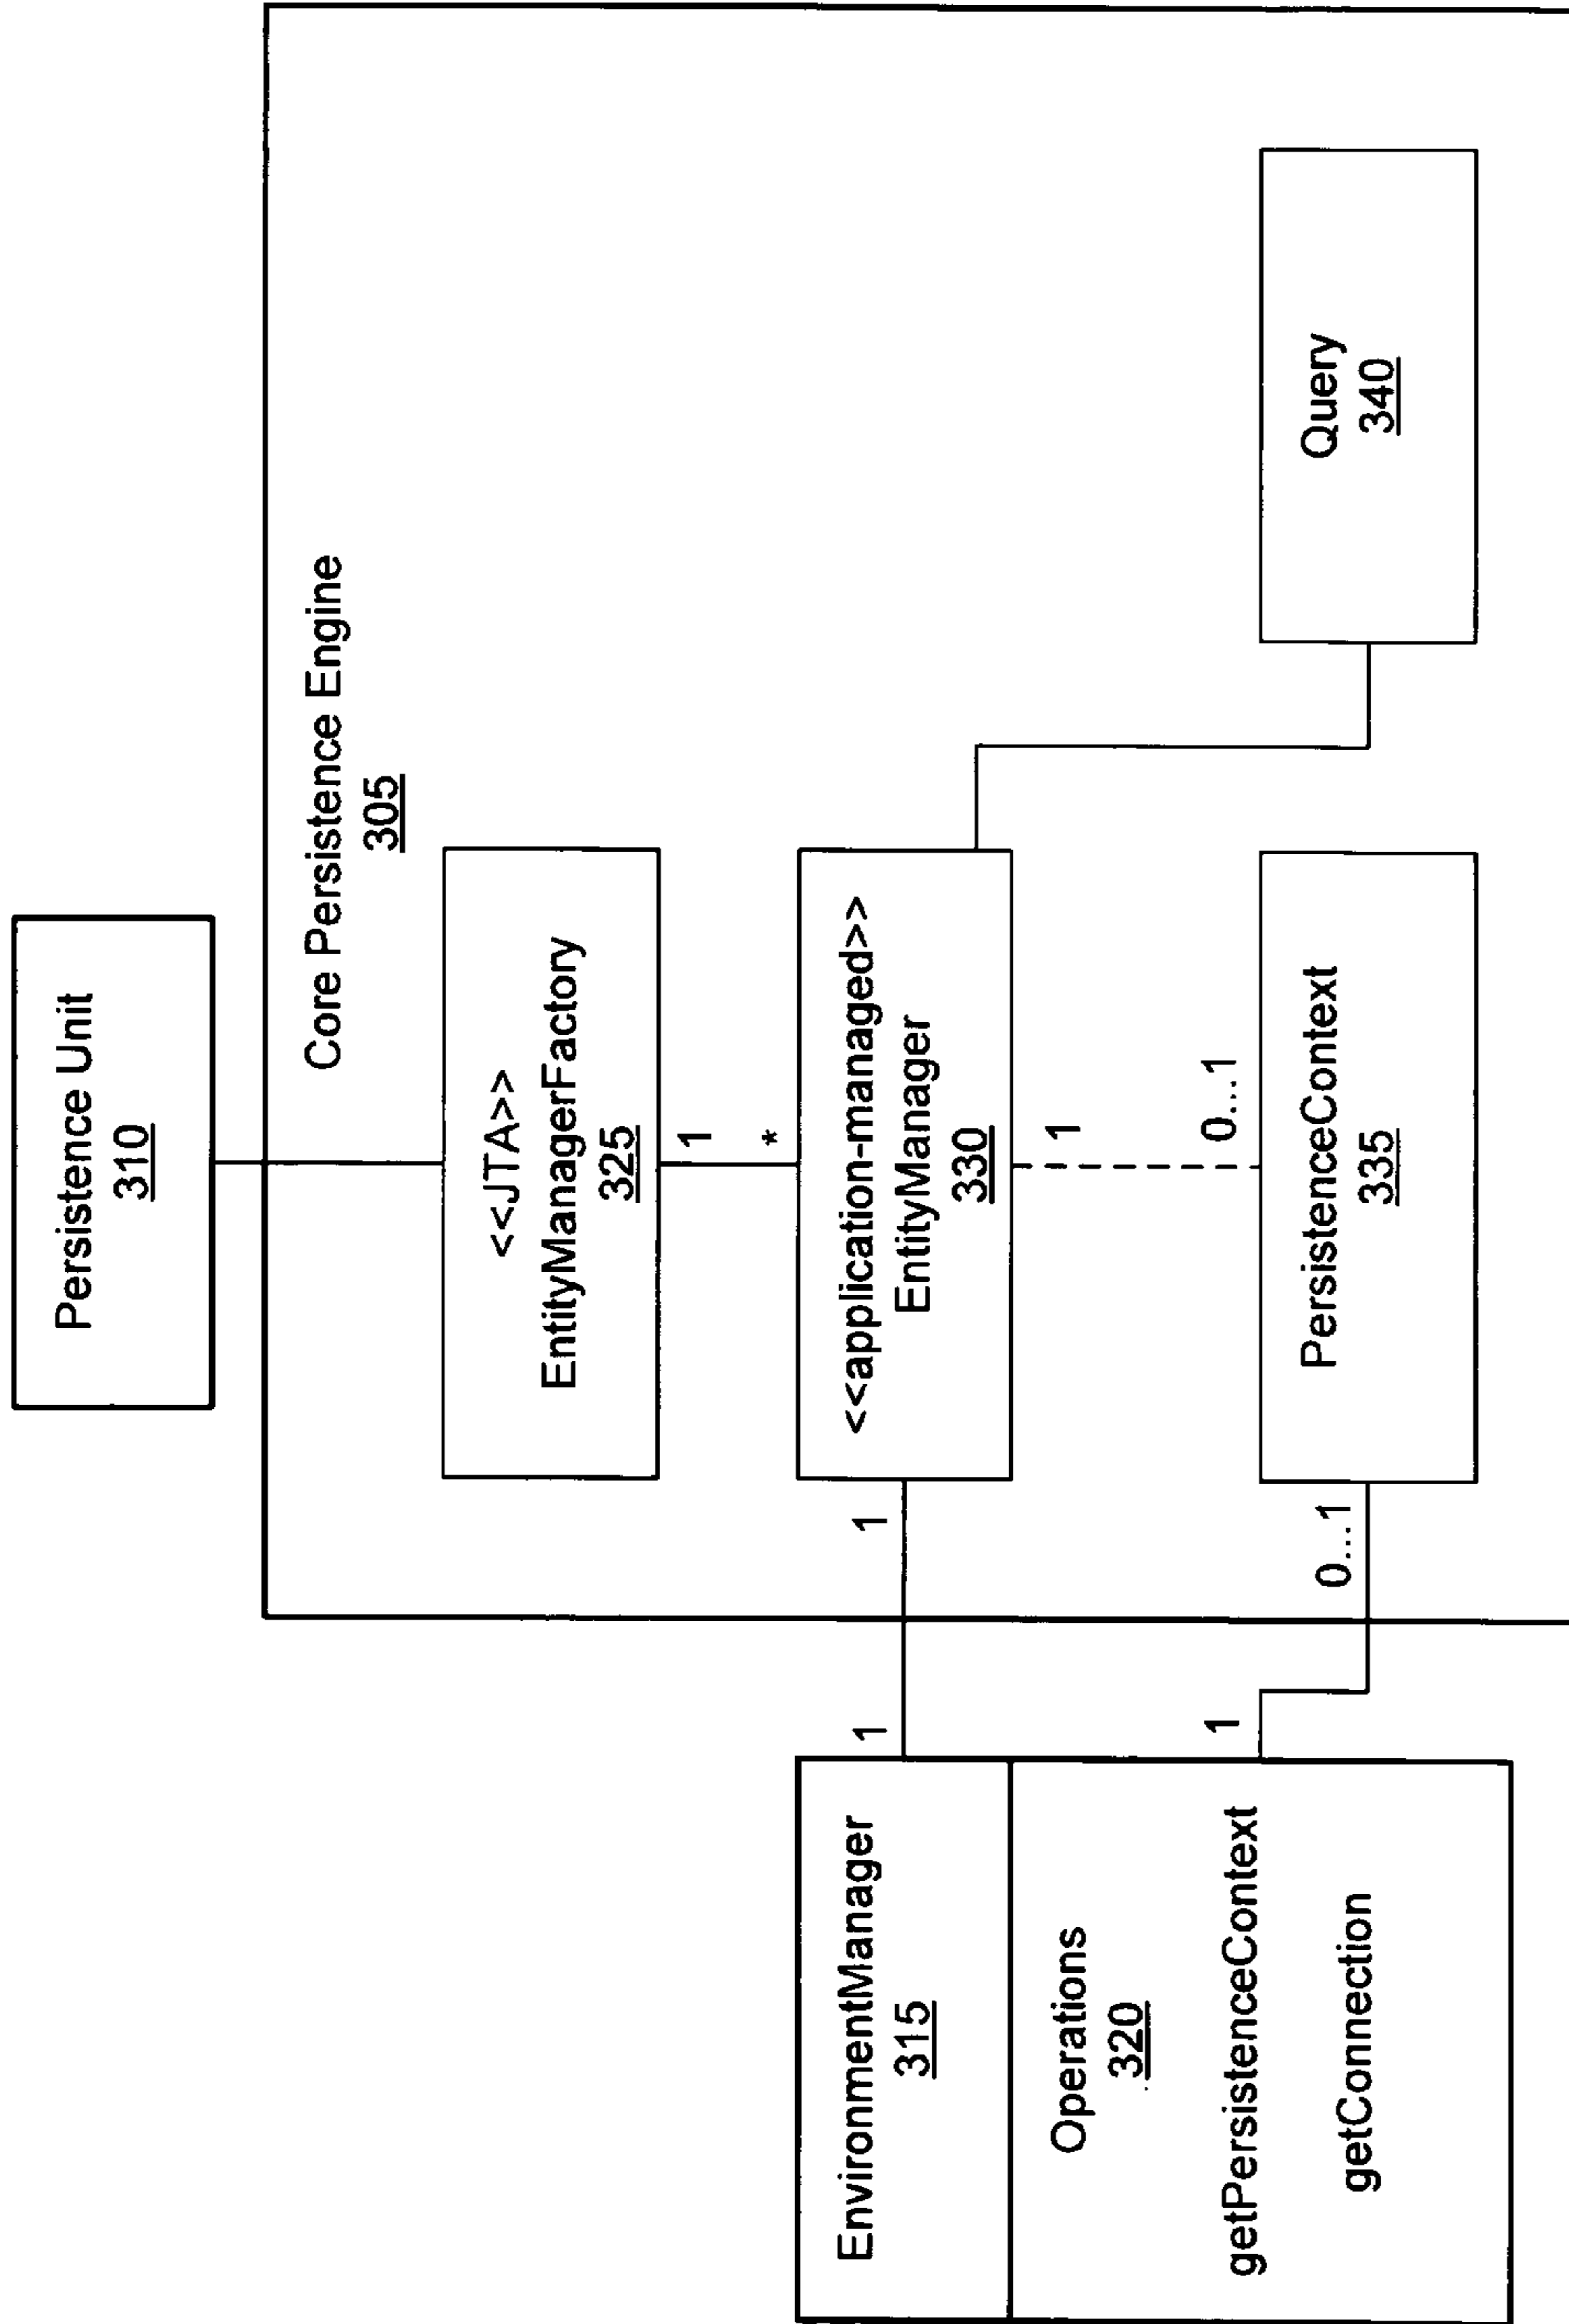 Persistence Unit
310
Core Persistence Engine
305
<<JTA>>
EntityManagerFactory
325
1
*
EnvironmentManager
315
1
1
<<application-managed>>
EntityManager
330
1
0...1
Operations
320
getPersistenceContext
getConnection
1
0...1
PersistenceContext
335
Query
340